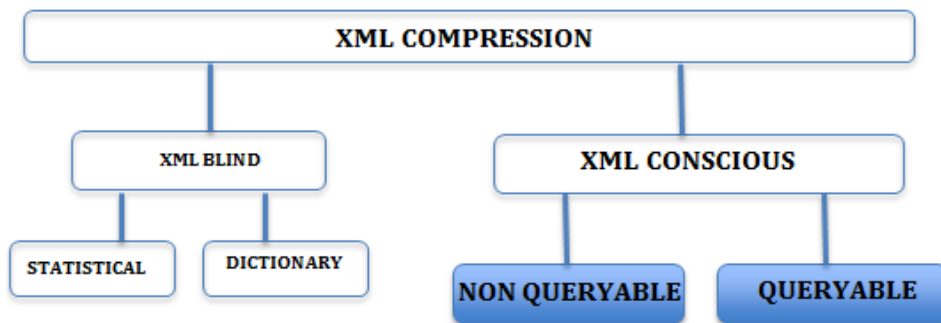 XML COMPRESSION
XML BLIND
XML CONSCIOUS
STATISTICAL
DICTIONARY
NON QUERYABLE
QUERYABLE